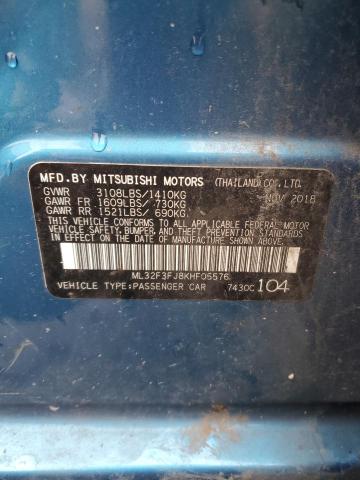 MFD.BY MITSUBISHI MOTORS (THAILAND) CO., LTD.
GVWR 3108LBS/1410KG NOV 2018
GAWR FR 1609LBS/ 730KG
GAWR RR 1521LBS/ 690KG
THIS VEHICLE CONFORMS TO ALL APPLICABLE
FEDERAL MOTOR VEHICLE SAFETY, BUMPER, AND
THEFT PREVENTION STANDARDS IN EFFECT ON
THE DATE OF MANUFACTURE SHOWN ABOVE.
ML32F3FJ8KHF05576
VEHICLE TYPE:PASSENGER CAR 7430C 104